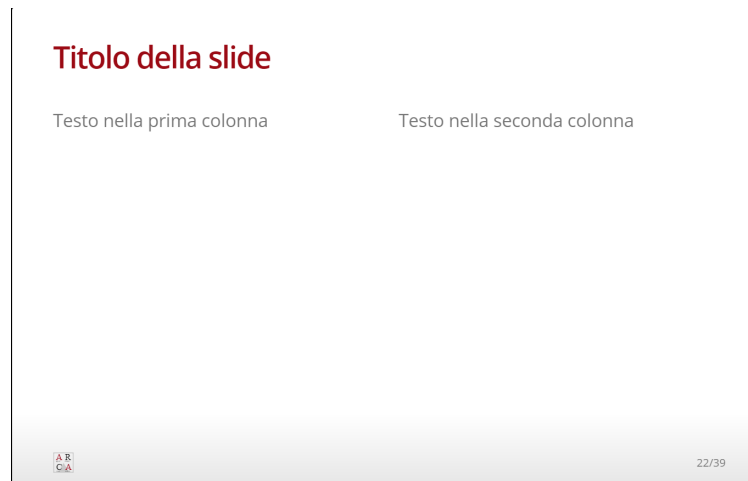 Titolo della slide
Testo nella prima colonna
Testo nella seconda colonna
A R
C A
22/39